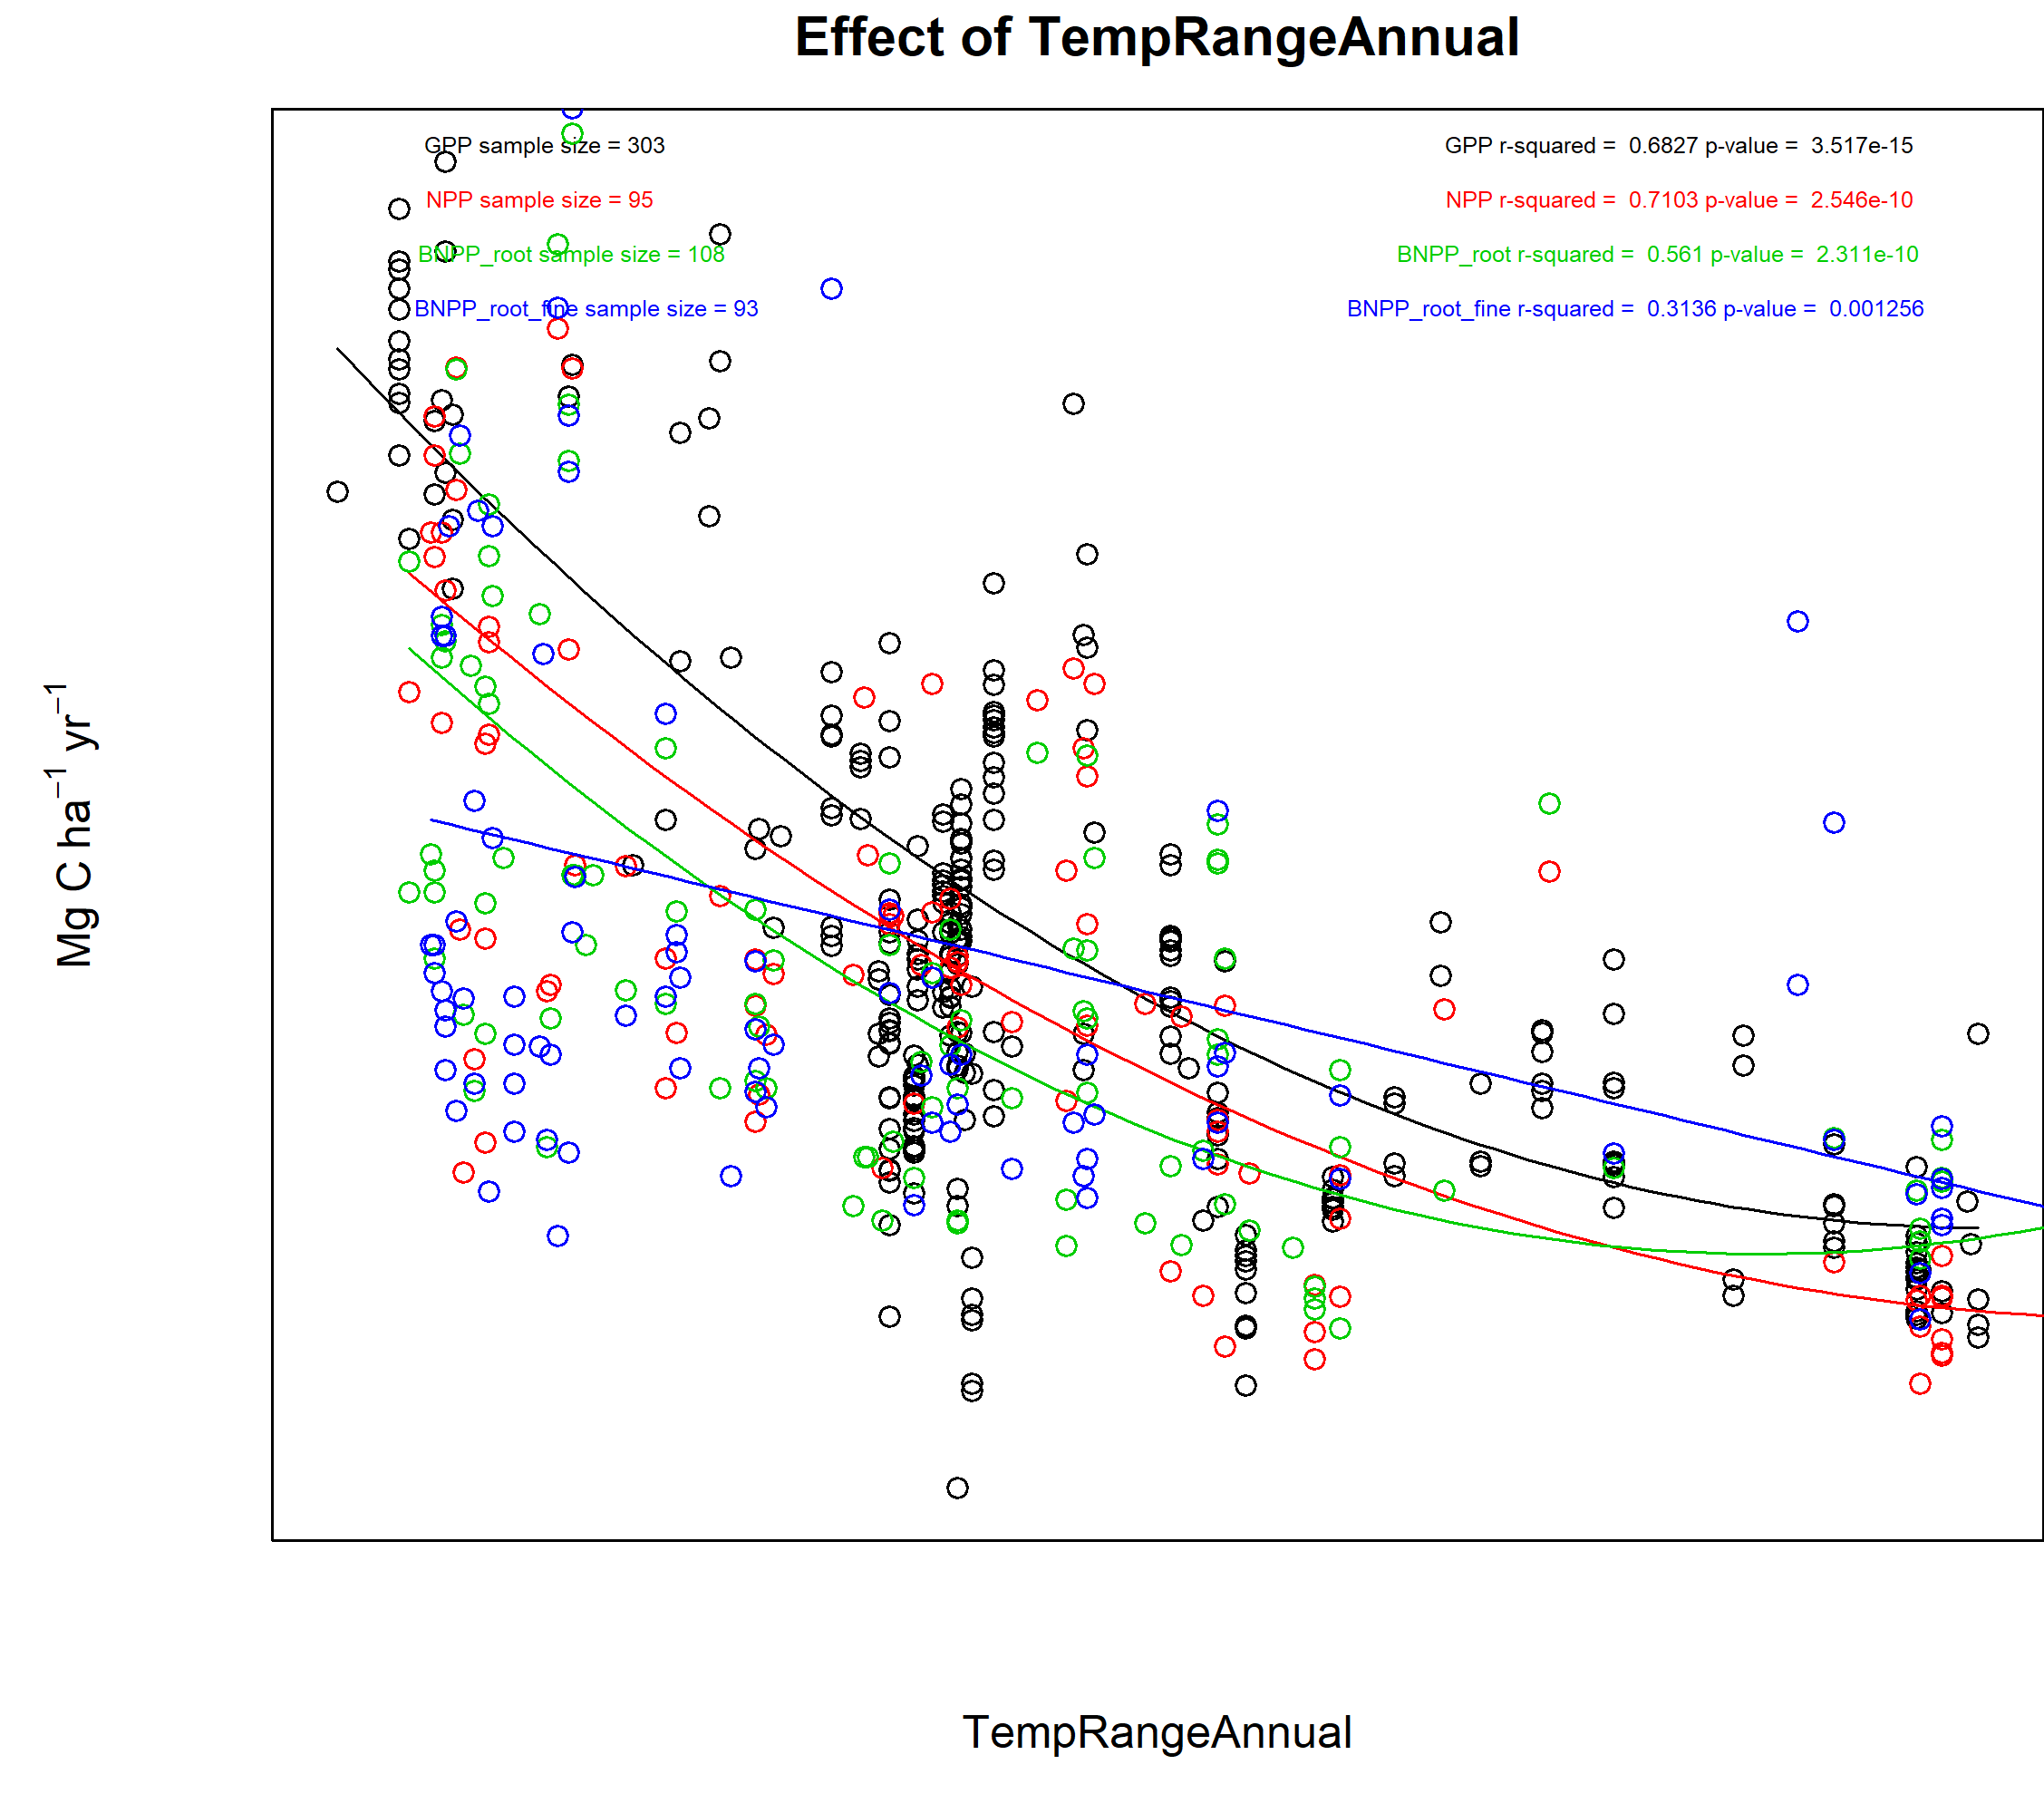 Effect of TempRangeAnnual
GPP sample size = 303
GPP r-squared = 0.6827 p-value = 3.517e-15
NPP sample size = 95
NPP r-squared = 0.7103 p-value = 2.546e-10
BNPP_root sample size = 108
BNPP_root r-squared = 0.561 p-value = 2.311e-10
BNPP_root_fine sample size = 93
BNPP_root_fine r-squared = 0.3136 p-value = 0.001256
Mg C ha⁻¹ yr⁻¹
TempRangeAnnual